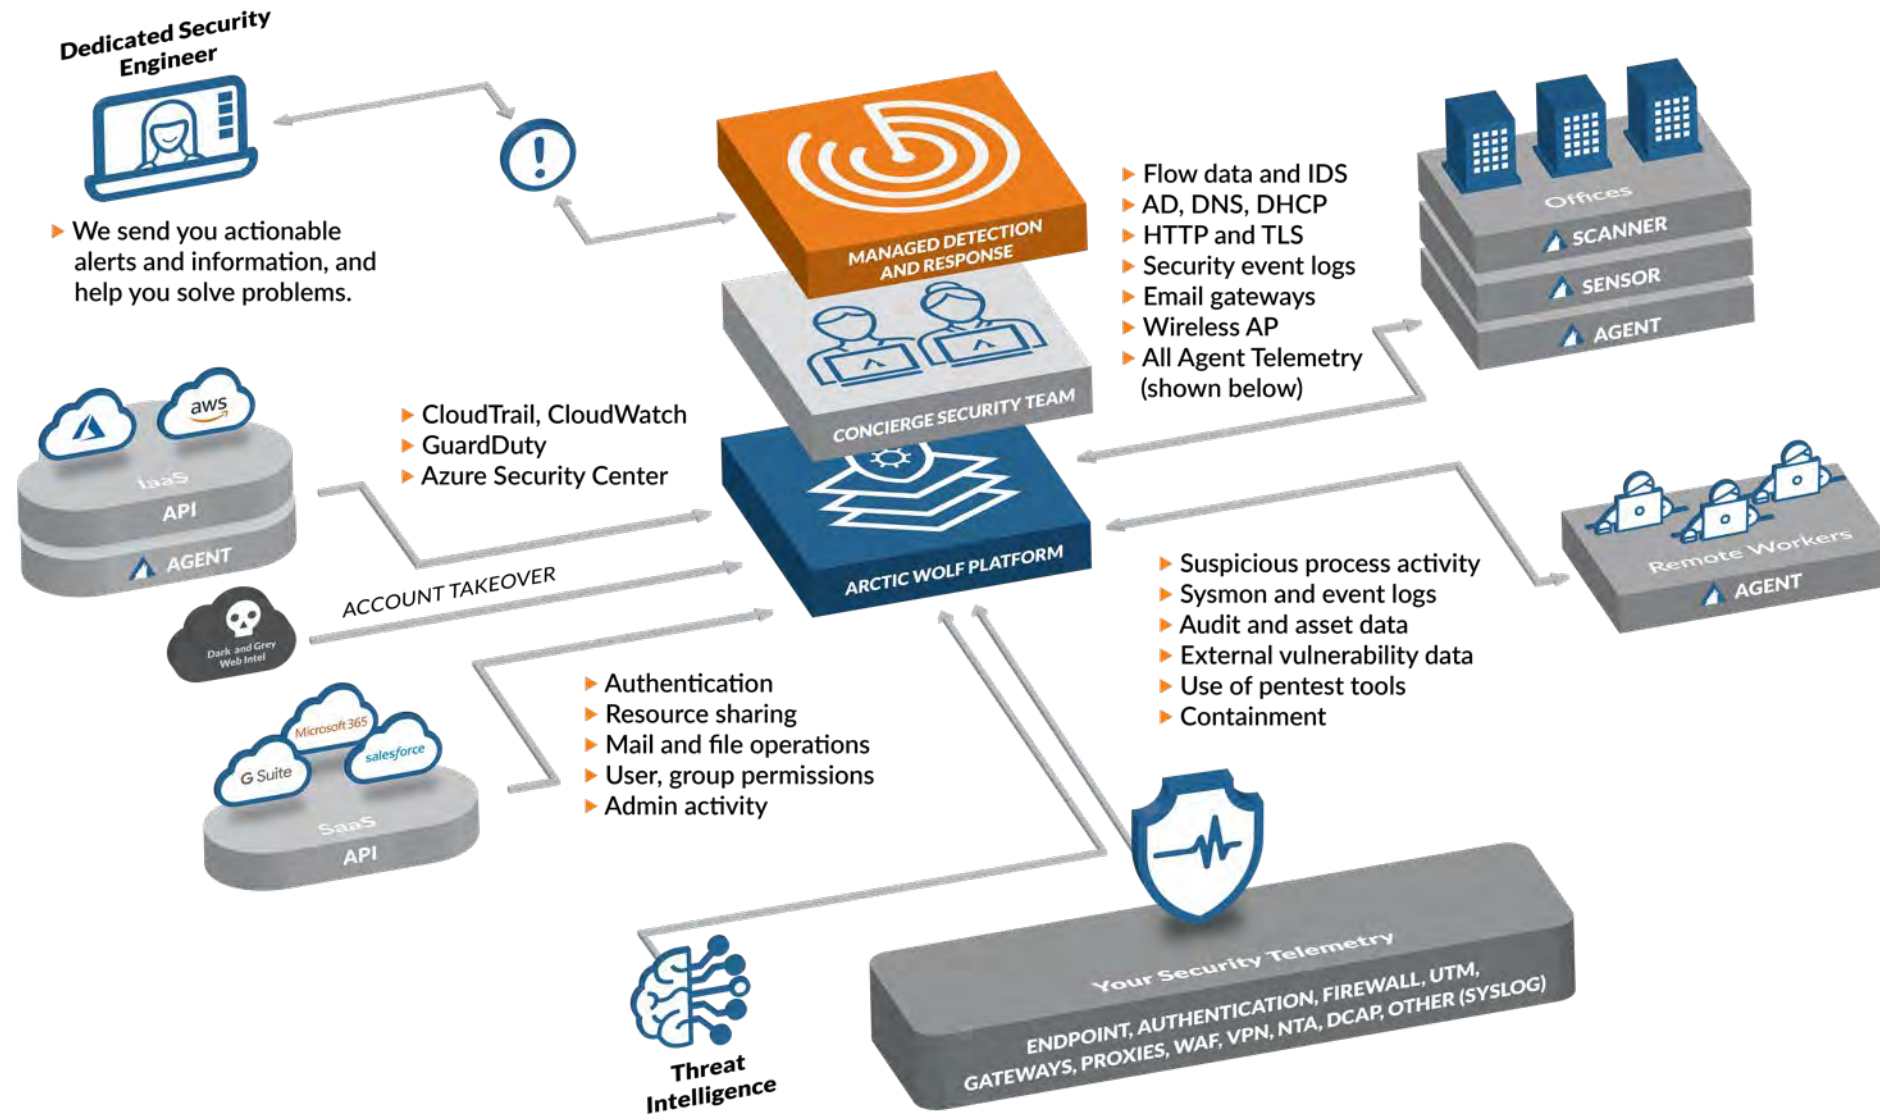 Dedicated Security
Engineer
We send you actionable
alerts and information, and
help you solve problems.
MANAGED DETECTION
AND RESPONSE
CONCIERGE SECURITY TEAM
ARCTIC WOLF PLATFORM
Flow data and IDS
AD, DNS, DHCP
HTTP and TLS
Security event logs
Email gateways
Wireless AP
All Agent Telemetry
(shown below)
Offices
SCANNER
SENSOR
AGENT
aws
IaaS
API
AGENT
CloudTrail, CloudWatch
GuardDuty
Azure Security Center
ACCOUNT TAKEOVER
Dark and Grey
Web Intel
Remote Workers
AGENT
Suspicious process activity
Sysmon and event logs
Audit and asset data
External vulnerability data
Use of pentest tools
Containment
Microsoft 365
G Suite
salesforce
SaaS
API
Authentication
Resource sharing
Mail and file operations
User, group permissions
Admin activity
Threat
Intelligence
Your Security Telemetry
ENDPOINT, AUTHENTICATION, FIREWALL, UTM,
GATEWAYS, PROXIES, WAF, VPN, NTA, DCAP, OTHER (SYSLOG)